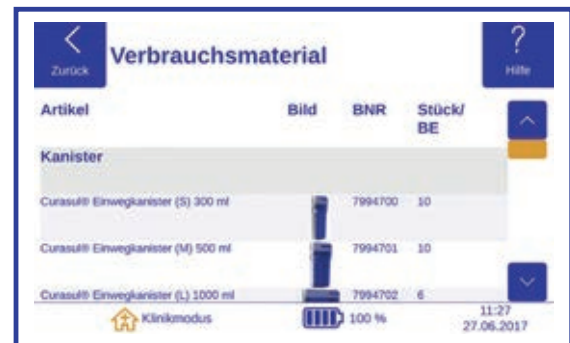 Zurück
Verbrauchsmaterial
?
Hilfe
Artikel Bild BNR Stück/
BE
Kanister
Curasul® Einwegkanister (S) 300 ml 7994700 10
Curasul® Einwegkanister (M) 500 ml 7994701 10
Curasul® Einwegkanister (L) 1000 ml 7994702 6
Klinikmodus 100 % 11:27
27.06.2017